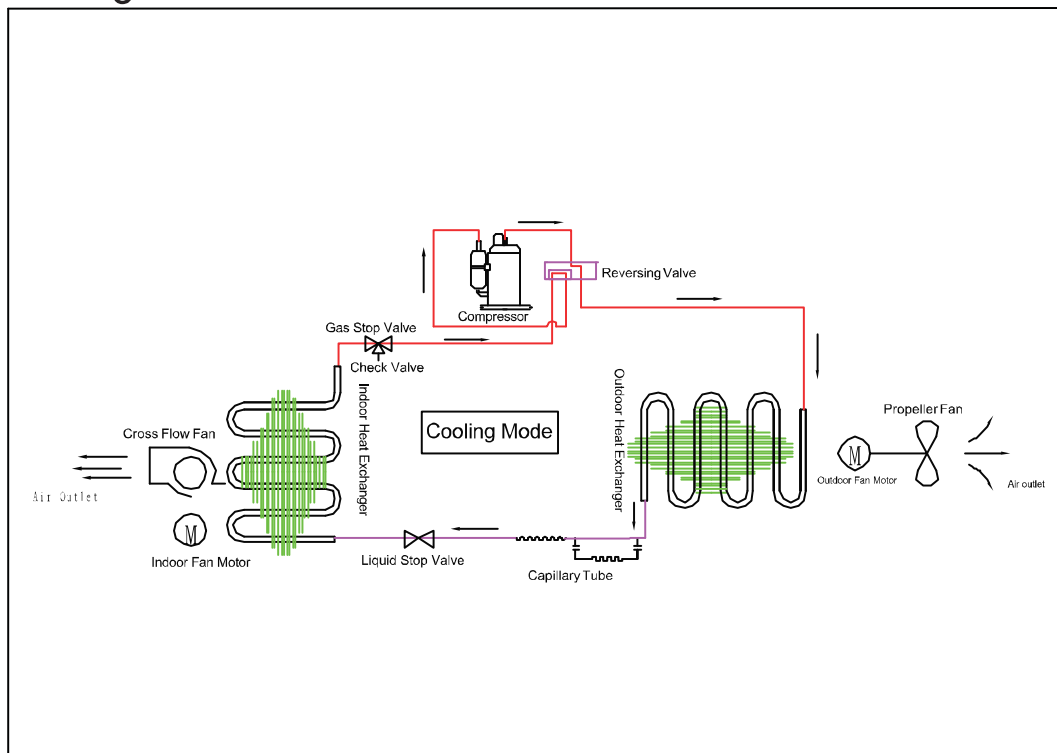 Reversing Valve
Compressor
Gas Stop Valve
Check Valve
Indoor Heat Exchanger
Outdoor Heat Exchanger
Cooling Mode
Propeller Fan
Cross Flow Fan
M
Outdoor Fan Motor
Air outlet
Air Outlet
M
Indoor Fan Motor
Liquid Stop Valve
Capillary Tube